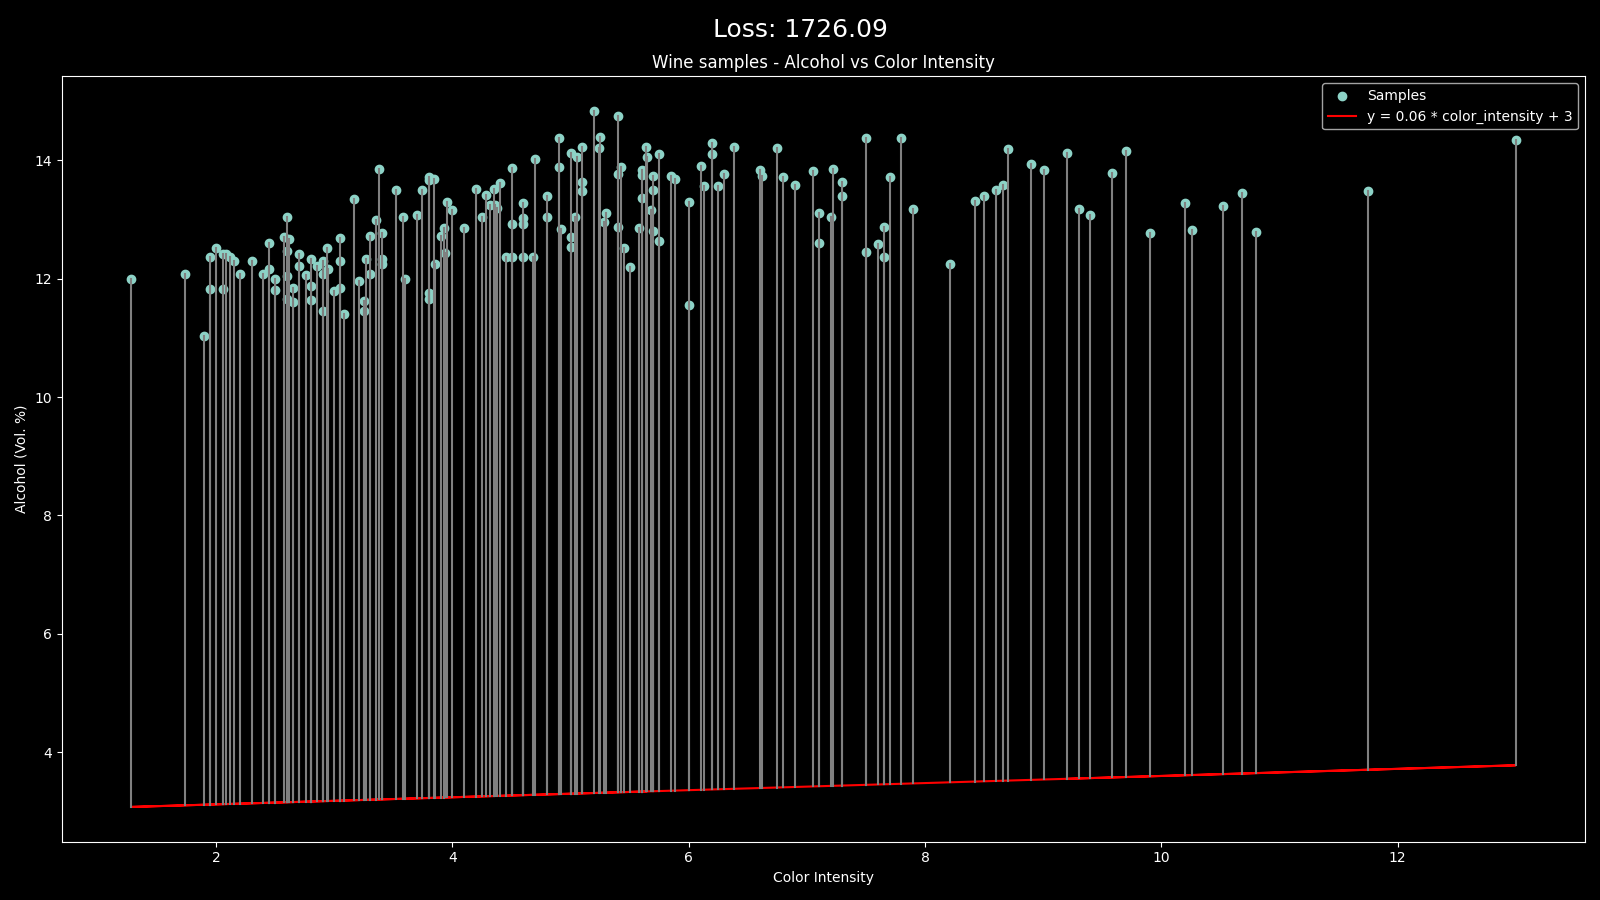 Loss: 1726.09
Wine samples - Alcohol vs Color Intensity
Samples
y = 0.06 * color_intensity + 3
Alcohol (Vol. %)
14
12
10
8
6
4
2 4 6 8 10 12
Color Intensity